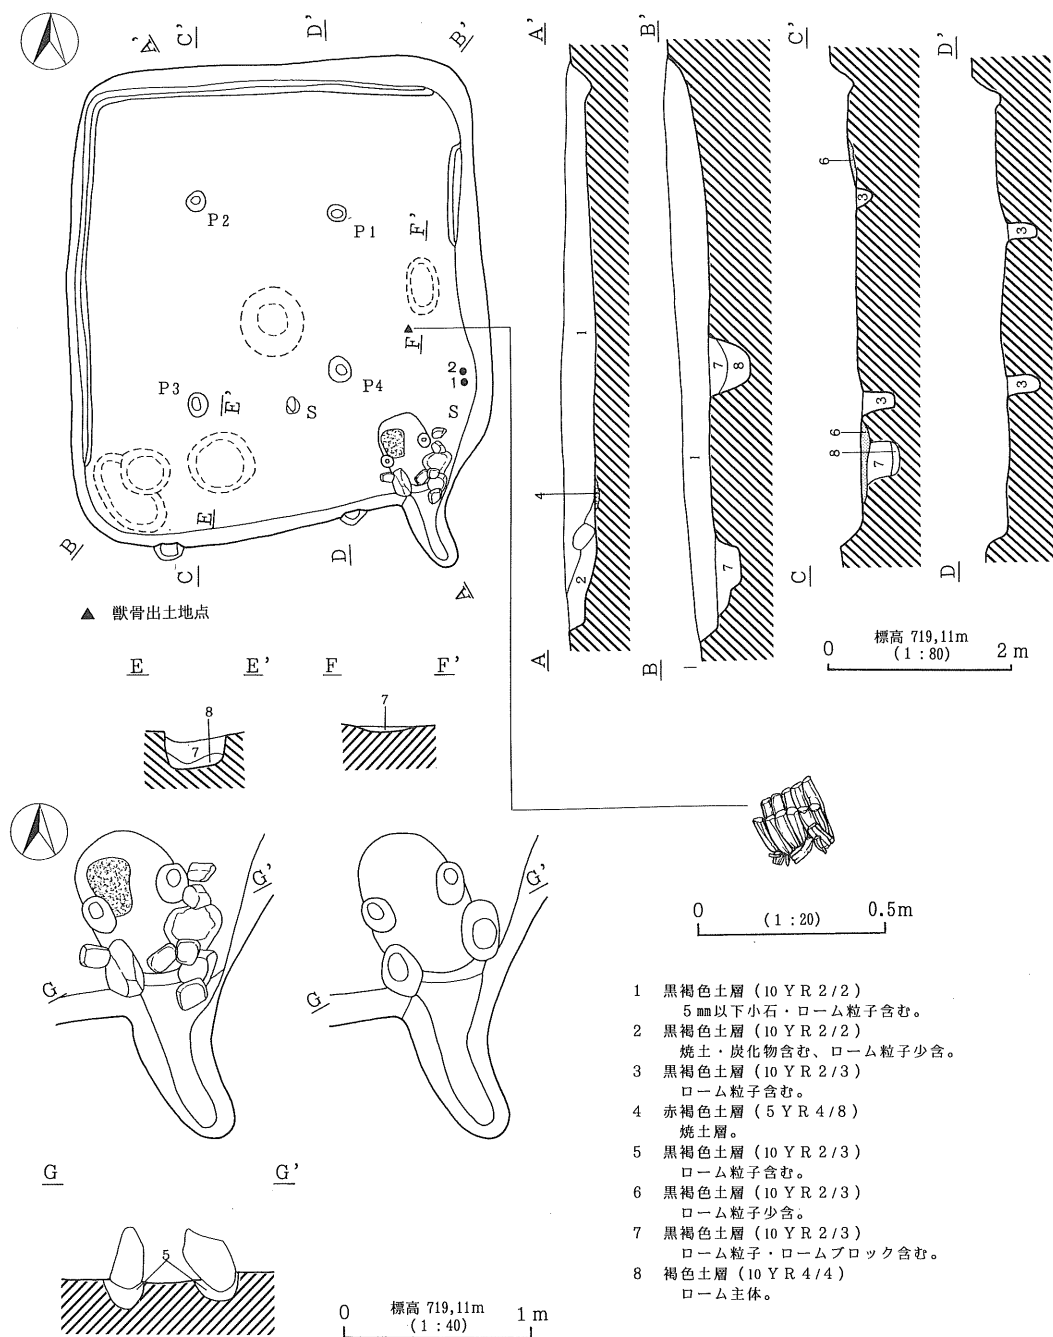 A'
C'
D'
B'
A'
B'
C'
D'
P2
P1
F'
F
2
1
P3
E'
S
P4
S
E
B
C
D
A
1
4
2
A
7
8
1
7
B
1
6
3
3
6
8
7
C
3
3
D
▲ 獣骨出土地点
標高 719,11m
(1:80)
0 2m
E E' F F'
8
7
7
G'
G
G'
G
0 (1:20) 0.5m
1 黒褐色土層(10YR2/2)
5㎜以下小石・ローム粒子含む。
2 黒褐色土層(10YR2/2)
焼土・炭化物含む、ローム粒子少含。
3 黒褐色土層(10YR2/3)
ローム粒子含む。
4 赤褐色土層(5YR4/8)
焼土層。
5 黒褐色土層(10YR2/3)
ローム粒子含む。
6 黒褐色土層(10YR2/3)
ローム粒子少含。
7 黒褐色土層(10YR2/3)
ローム粒子・ロームブロック含む。
8 褐色土層(10YR4/4)
ローム主体。
G G'
5
標高 719,11m
(1:40)
0 1m